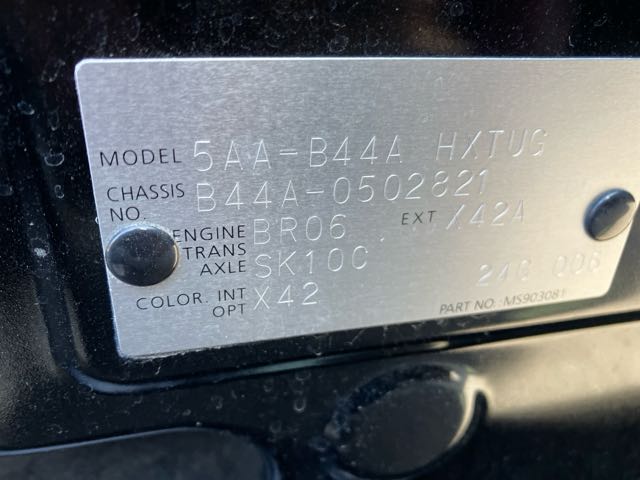 MODEL 5AA-B44A HXTUG
CHASSIS NO. B44A-0502821
ENGINE BR06 EXT X42A
TRANS AXLE SK10C 24C 006
COLOR. INT OPT X42
PART NO. MS903081